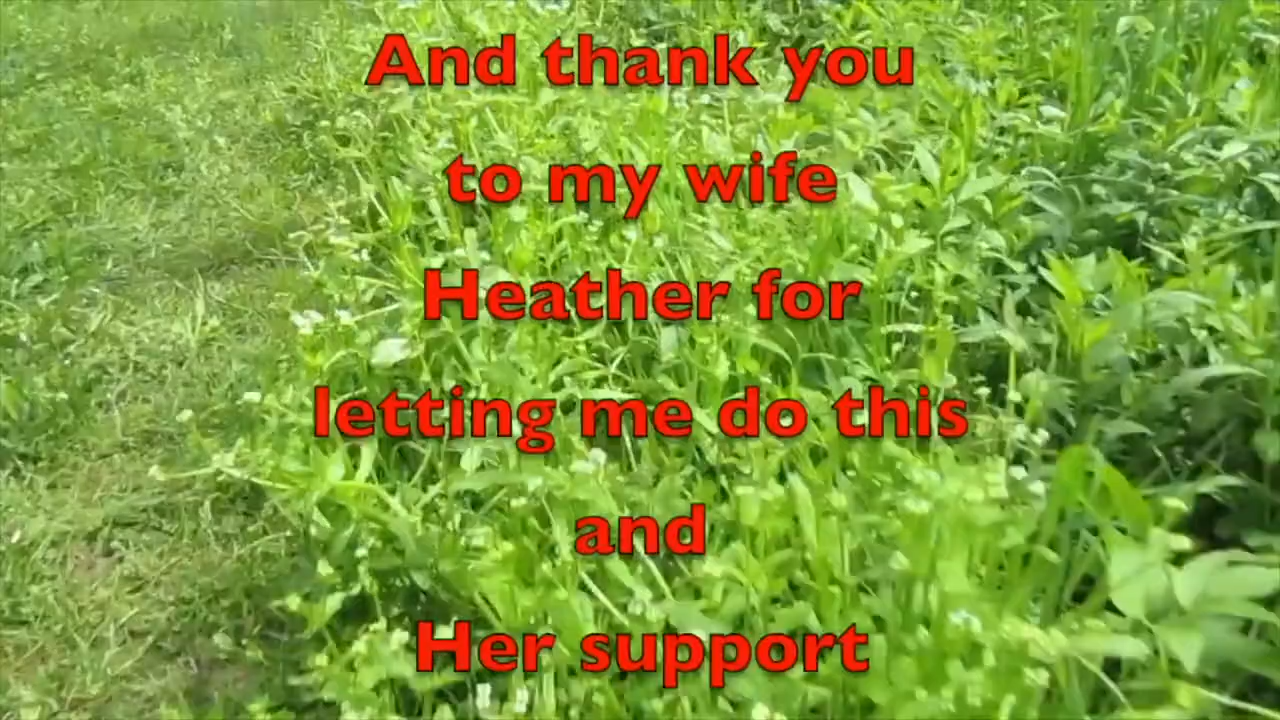 And thank you
to my wife
Heather for
letting me do this
and
Her support